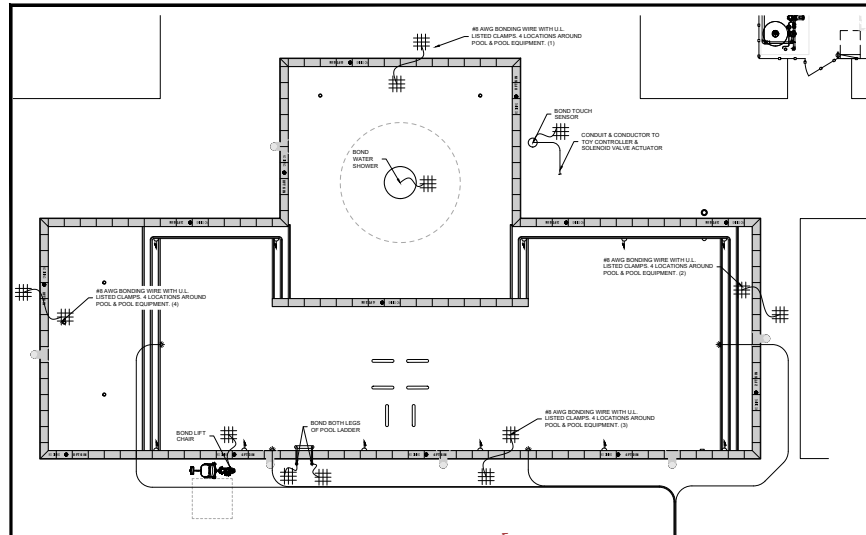 #8 AWG BONDING WIRE WITH U.L.
LISTED CLAMPS. 4 LOCATIONS AROUND
POOL & POOL EQUIPMENT. (1)
BOND TOUCH
SENSOR
CONDUIT & CONDUCTOR TO
TOY CONTROLLER &
SOLENOID VALVE ACTUATOR
BOND
WATER
SHOWER
#8 AWG BONDING WIRE WITH U.L.
LISTED CLAMPS. 4 LOCATIONS AROUND
POOL & POOL EQUIPMENT. (2)
#8 AWG BONDING WIRE WITH U.L.
LISTED CLAMPS. 4 LOCATIONS AROUND
POOL & POOL EQUIPMENT. (4)
#8 AWG BONDING WIRE WITH U.L.
LISTED CLAMPS. 4 LOCATIONS AROUND
POOL & POOL EQUIPMENT. (3)
BOND BOTH LEGS
OF POOL LADDER
BOND LIFT
CHAIR